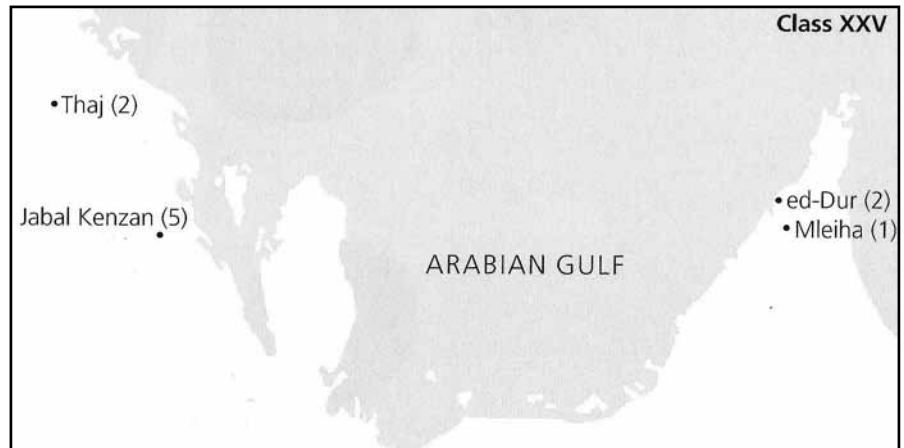 Class XXV
•Thaj (2)
•ed-Dur (2)
Jabal Kenzan (5)
•Mleiha (1)
ARABIAN GULF